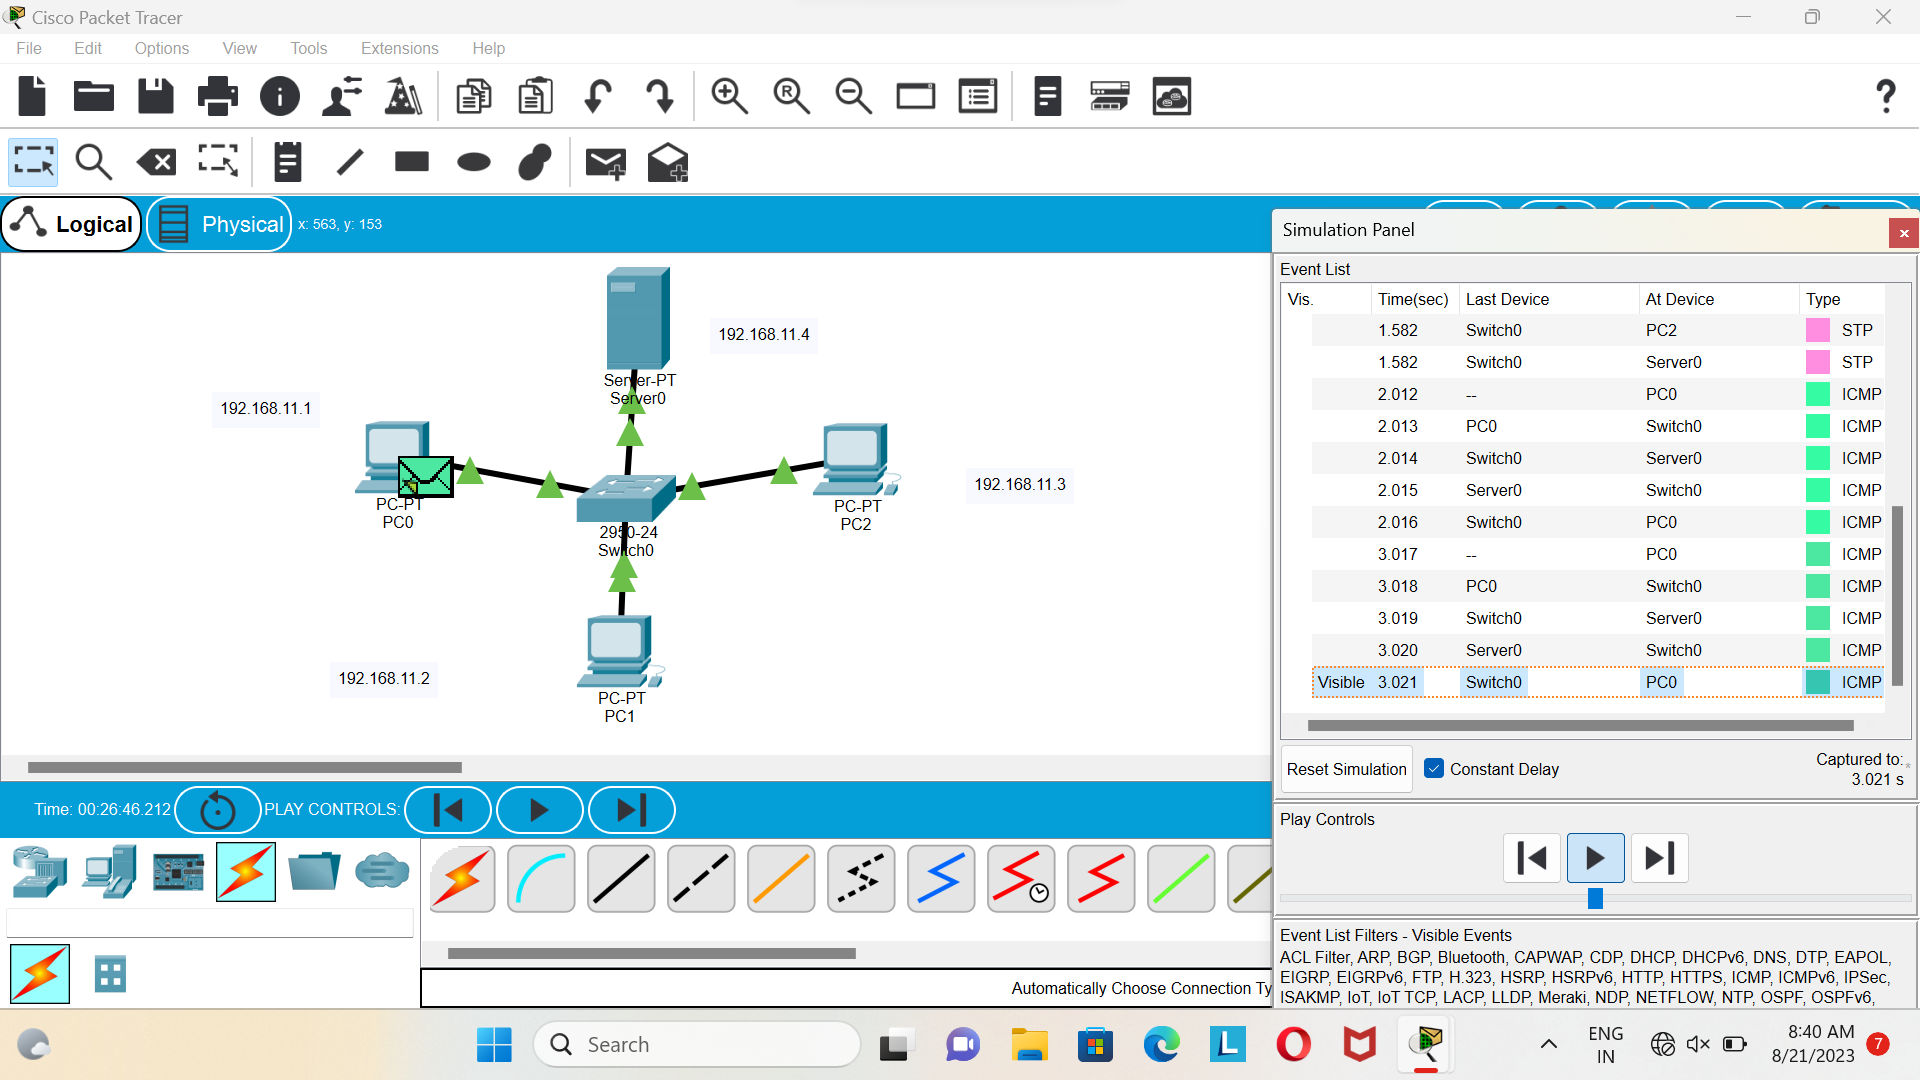 Cisco Packet Tracer
File Edit Options View Tools Extensions Help
Logical Physical x: 563, y: 153
192.168.11.4
Server-PT
Server0
192.168.11.1
PC-PT
PC0
2950-24
Switch0
PC-PT
PC2
192.168.11.3
192.168.11.2
PC-PT
PC1
Simulation Panel
x
Event List
Vis. Time(sec) Last Device At Device Type
1.582 Switch0 PC2 STP
1.582 Switch0 Server0 STP
2.012 -- PC0 ICMP
2.013 PC0 Switch0 ICMP
2.014 Switch0 Server0 ICMP
2.015 Server0 Switch0 ICMP
2.016 Switch0 PC0 ICMP
3.017 -- PC0 ICMP
3.018 PC0 Switch0 ICMP
3.019 Switch0 Server0 ICMP
3.020 Server0 Switch0 ICMP
Visible 3.021 Switch0 PC0 ICMP
Reset Simulation Constant Delay
Captured to:*
3.021 s
Time: 00:26:46.212 PLAY CONTROLS:
Play Controls
Event List Filters - Visible Events
ACL Filter, ARP, BGP, Bluetooth, CAPWAP, CDP, DHCP, DHCPv6, DNS, DTP, EAPOL,
EIGRP, EIGRPv6, FTP, H.323, HSRP, HSRPv6, HTTP, HTTPS, ICMP, ICMPv6, IPSec,
ISAKMP, IoT, IoT TCP, LACP, LLDP, Meraki, NDP, NETFLOW, NTP, OSPF, OSPFv6,
Automatically Choose Connection Ty
Search
ENG
IN
8:40 AM
8/21/2023
7